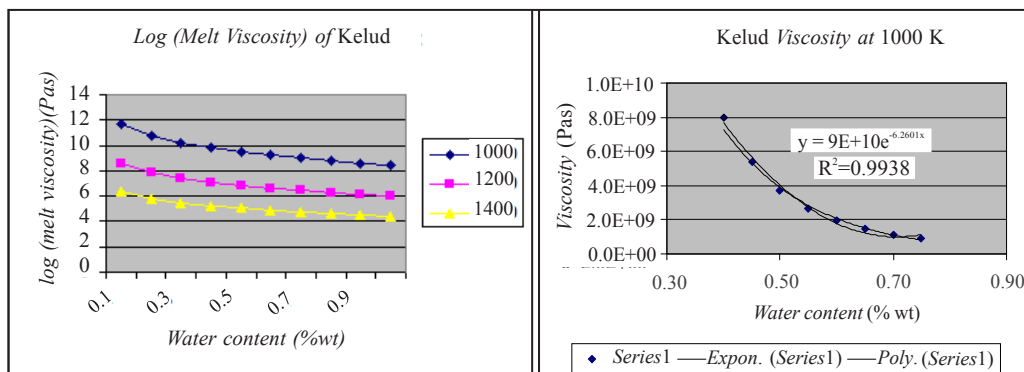 Log (Melt Viscosity) of Kelud
log (melt viscosity)(Pas)
14
12
10
8
6
4
2
0
0.1
0.3
0.5
0.7
0.9
Water content (%wt)
1000
1200
1400
Kelud Viscosity at 1000 K
Viscosity (Pas)
1.0E+10
8.0E+09
6.0E+09
4.0E+09
2.0E+09
0.0E+00
y = 9E+10e^-6.2601x
R²=0.9938
0.30
0.50
0.70
0.90
Water content (% wt)
Series1
Expon. (Series1)
Poly. (Series1)